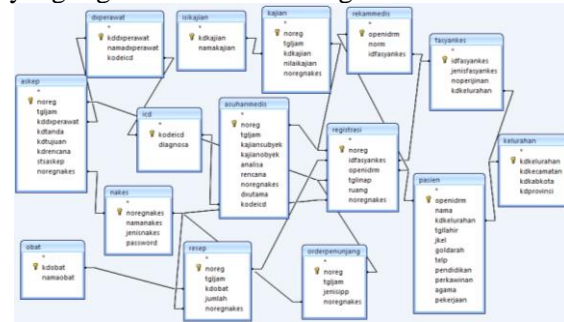 dxperawat
*
kddxperawat
namadxperawat
kodeicd
isikajian
*
kdkajian
namakajian
kajian
*
noreg
tgljam
kdkajian
nilaikajian
noregnakes
rekammedis
*
openidrm
norm
idfasyankes
fasyankes
*
idfasyankes
jenisfasyankes
noperijinan
kdkelurahan
askep
*
noreg
tgljam
kddxperawat
kdtanda
kdtujuan
kdrencana
stsaskep
noregnakes
icd
*
kodeicd
diagnosa
asuhanmedis
*
noreg
tgljam
kajiansubyek
kajianobyek
analisa
rencana
noregnakes
dxutama
kodeicd
registrasi
*
noreg
idfasyankes
openidrm
tglinap
ruang
noregnakes
kelurahan
*
kdkelurahan
kdkecamatan
kdkabkota
kdprovinsi
pasien
*
openidrm
nama
kdkelurahan
tgllahir
jkel
goldarah
telp
pendidikan
perkawinan
agama
pekerjaan
nakes
*
noregnakes
namanakes
jenisnakes
password
obat
*
kdobat
namaobat
resep
*
noreg
tgljam
kdobat
jumlah
noregnakes
orderpenunjang
*
noreg
tgljam
jenisipp
noregnakes